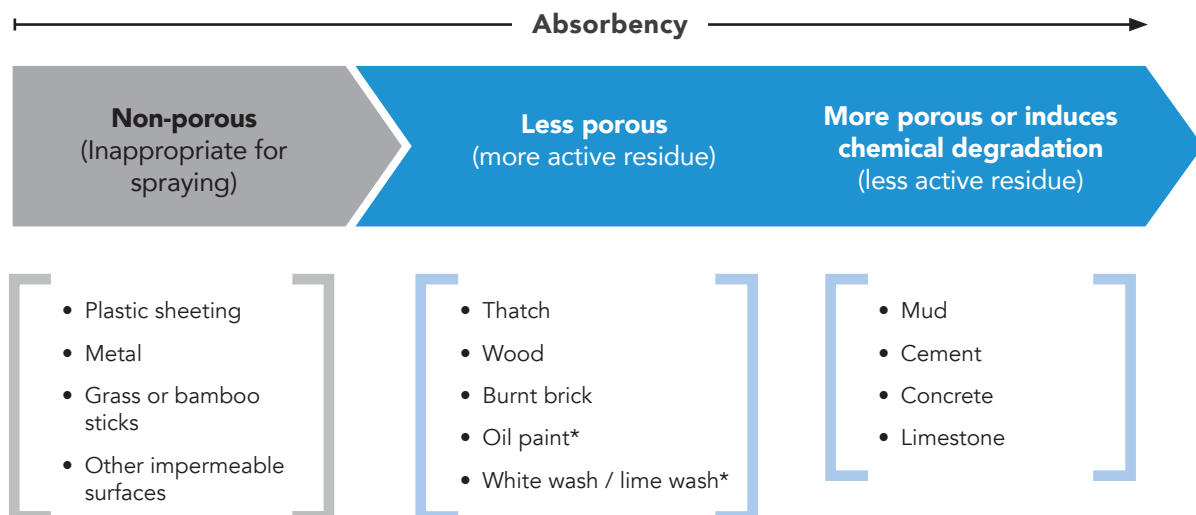 Absorbency
Non-porous
(Inappropriate for
spraying)
Less porous
(more active residue)
More porous or induces
chemical degradation
(less active residue)
• Plastic sheeting
• Metal
• Grass or bamboo
sticks
• Other impermeable
surfaces
• Thatch
• Wood
• Burnt brick
• Oil paint*
• White wash / lime wash*
• Mud
• Cement
• Concrete
• Limestone